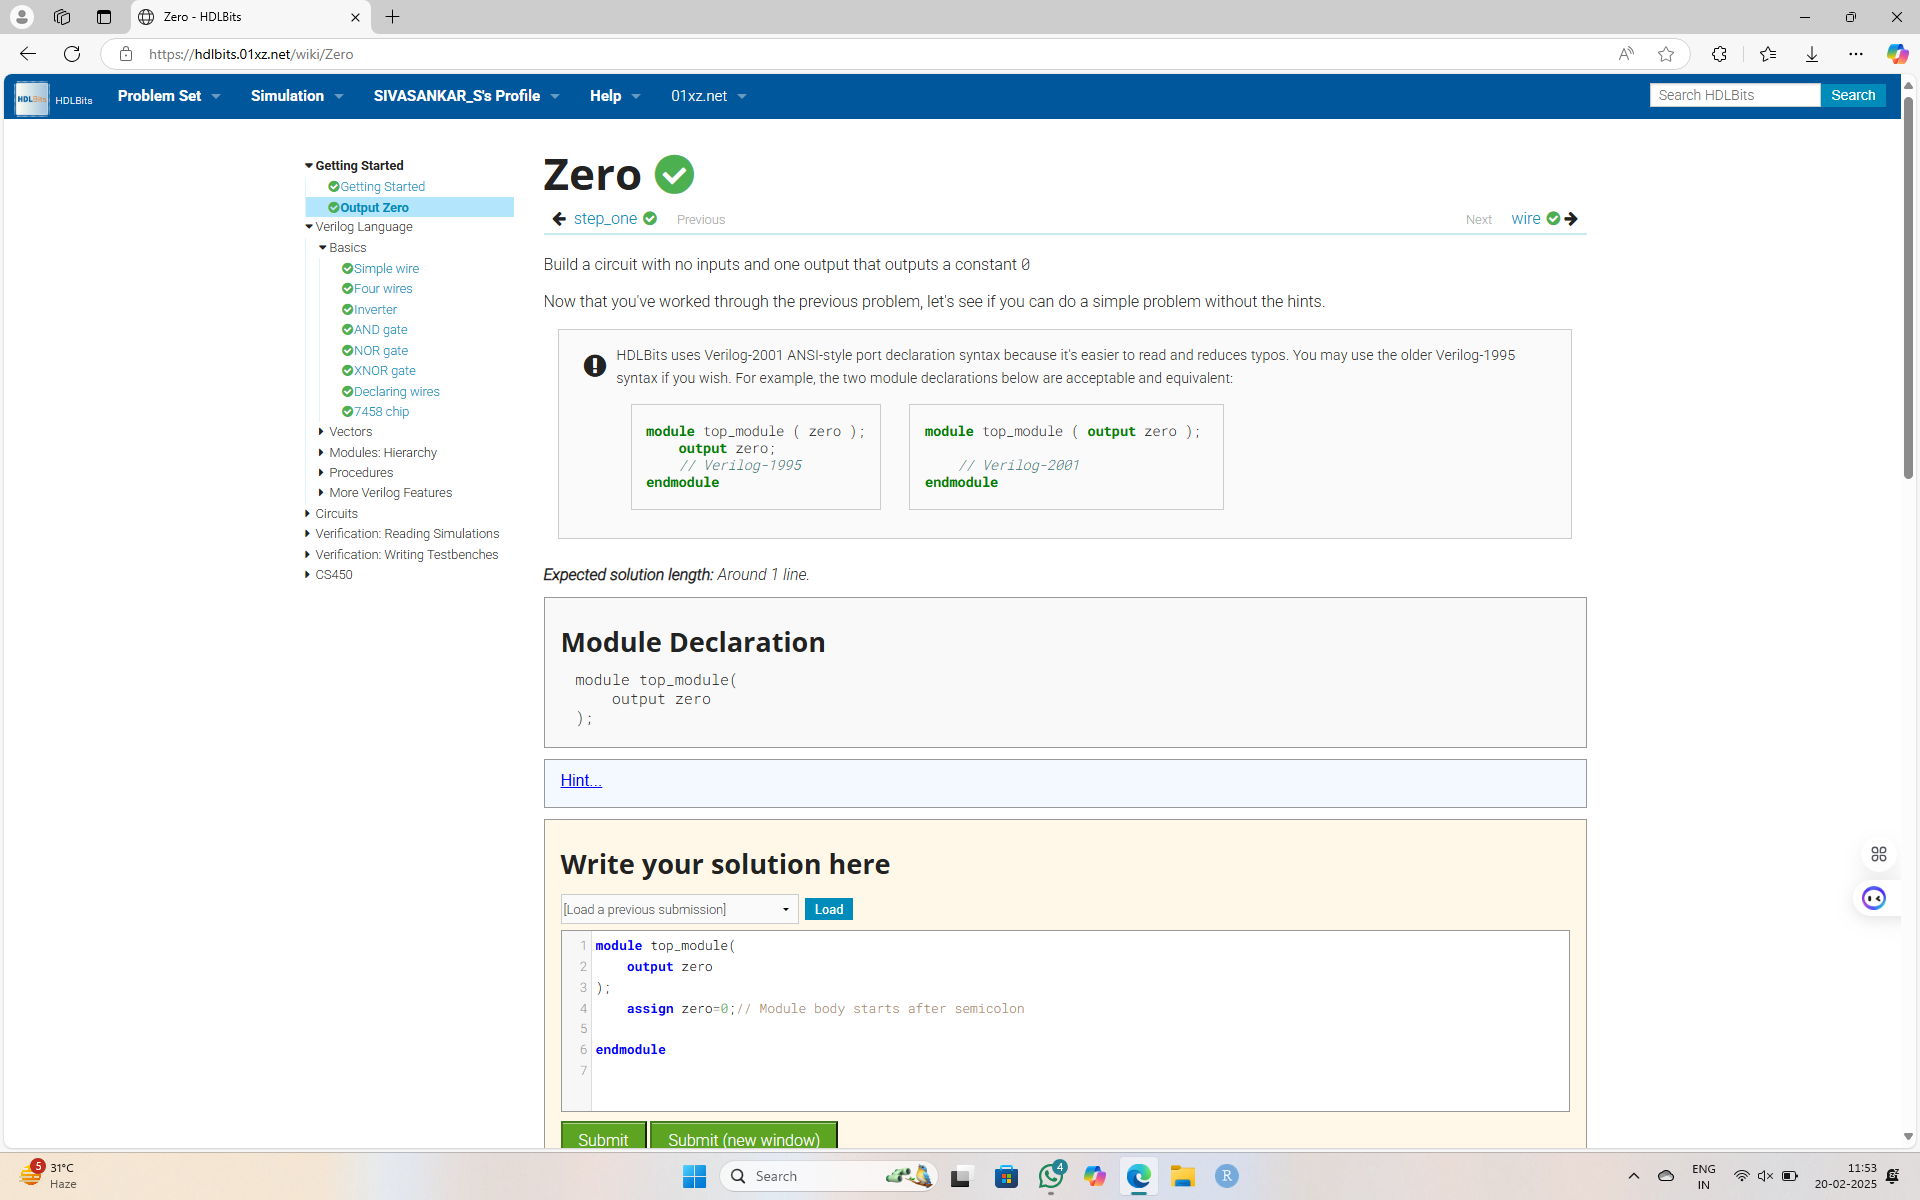 Zero - HDLBits
https://hdlbits.01xz.net/wiki/Zero
HDLBits
Problem Set
Simulation
SIVASANKAR_S's Profile
Help
01xz.net
Search HDLBits
Search
Getting Started
Getting Started
Output Zero
Verilog Language
Basics
Simple wire
Four wires
Inverter
AND gate
NOR gate
XNOR gate
Declaring wires
7458 chip
Vectors
Modules: Hierarchy
Procedures
More Verilog Features
Circuits
Verification: Reading Simulations
Verification: Writing Testbenches
CS450
Zero
step_one Previous
Next wire
Build a circuit with no inputs and one output that outputs a constant 0
Now that you've worked through the previous problem, let's see if you can do a simple problem without the hints.
HDLBits uses Verilog-2001 ANSI-style port declaration syntax because it's easier to read and reduces typos. You may use the older Verilog-1995
syntax if you wish. For example, the two module declarations below are acceptable and equivalent:
module top_module ( zero );
output zero;
// Verilog-1995
endmodule
module top_module ( output zero );
// Verilog-2001
endmodule
Expected solution length: Around 1 line.
Module Declaration
module top_module(
output zero
);
Hint...
Write your solution here
[Load a previous submission]
Load
1 module top_module(
2 output zero
3 );
4 assign zero=0;// Module body starts after semicolon
5
6 endmodule
7
Submit
Submit (new window)
5
31°C
Haze
Search
4
R
ENG
IN
11:53
20-02-2025